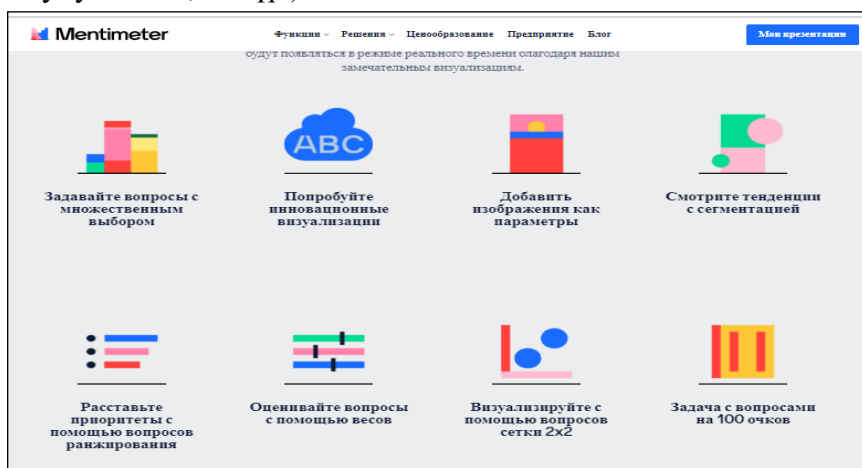 Mentimeter
Функции Решения Ценообразование Предприятие Блог
Мои презентации
будут появляться в режиме реального времени благодаря нашим
замечательным визуализациям.
ABC
Задавайте вопросы с
множественным
выбором
Попробуйте
инновационные
визуализации
Добавить
изображения как
параметры
Смотрите тенденции
с сегментацией
Расставьте
приоритеты с
помощью вопросов
ранжирования
Оценивайте вопросы
с помощью весов
Визуализируйте с
помощью вопросов
сетки 2x2
Задача с вопросами
на 100 очков